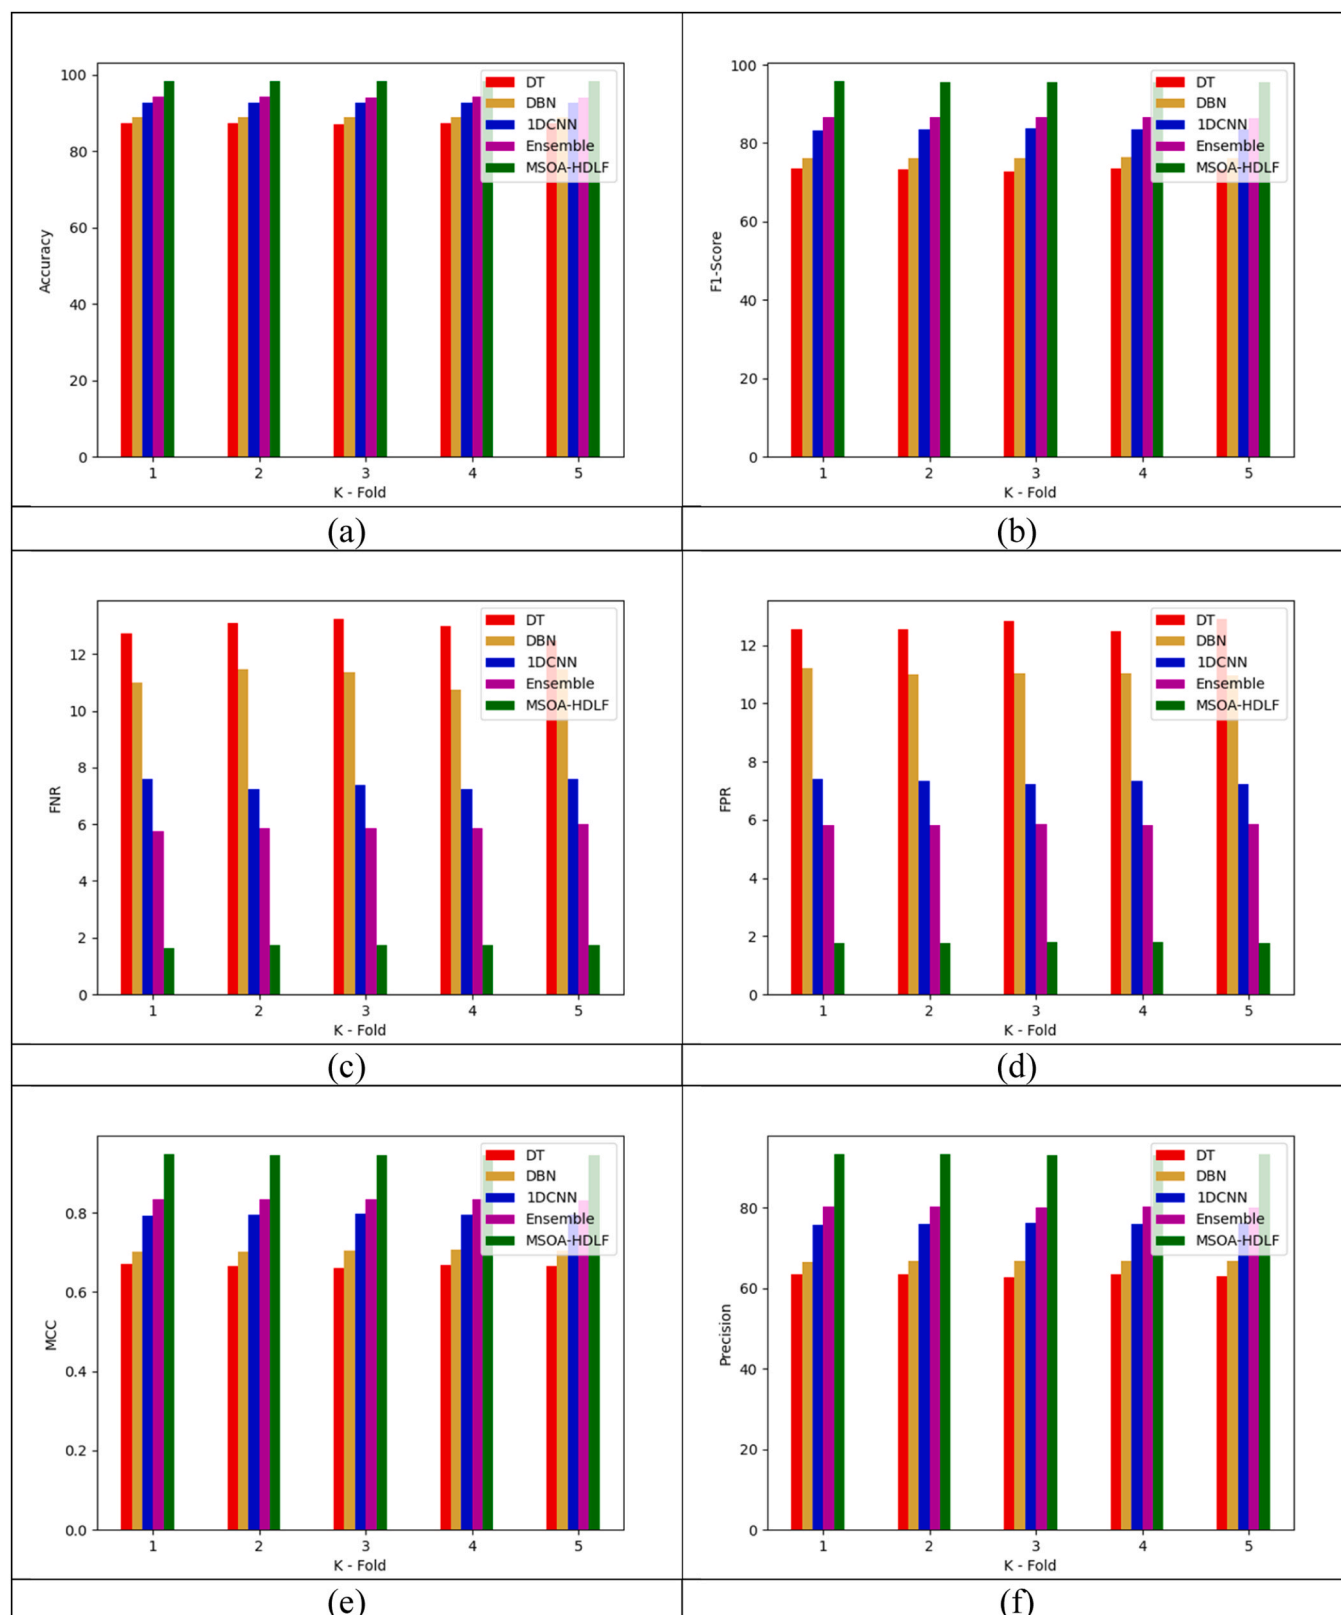 100
80
60
40
20
0
Accuracy
DT
DBN
1DCNN
Ensemble
MSOA-HDLF
1 2 3 4 5
K - Fold
(a)
100
80
60
40
20
0
F1-Score
DT
DBN
1DCNN
Ensemble
MSOA-HDLF
1 2 3 4 5
K - Fold
(b)
12
10
8
6
4
2
0
FNR
DT
DBN
1DCNN
Ensemble
MSOA-HDLF
1 2 3 4 5
K - Fold
(c)
12
10
8
6
4
2
0
FPR
DT
DBN
1DCNN
Ensemble
MSOA-HDLF
1 2 3 4 5
K - Fold
(d)
0.8
0.6
0.4
0.2
0.0
MCC
DT
DBN
1DCNN
Ensemble
MSOA-HDLF
1 2 3 4 5
K - Fold
(e)
80
60
40
20
0
Precision
DT
DBN
1DCNN
Ensemble
MSOA-HDLF
1 2 3 4 5
K - Fold
(f)